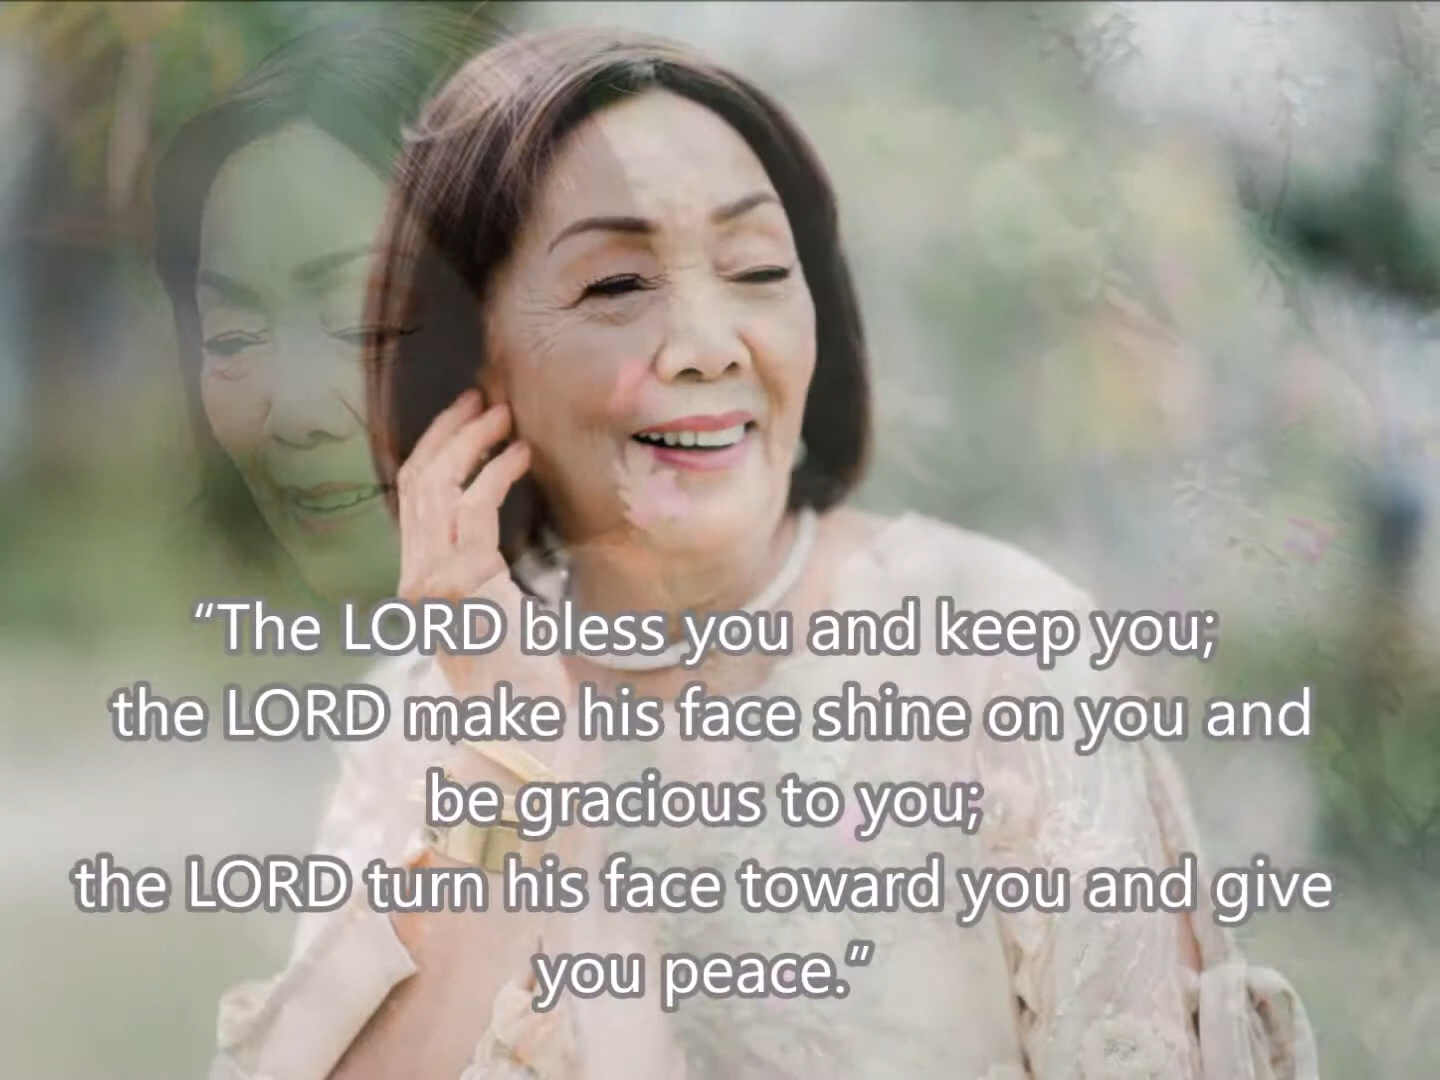 “The LORD bless you and keep you;
the LORD make his face shine on you and
be gracious to you;
the LORD turn his face toward you and give
you peace.”